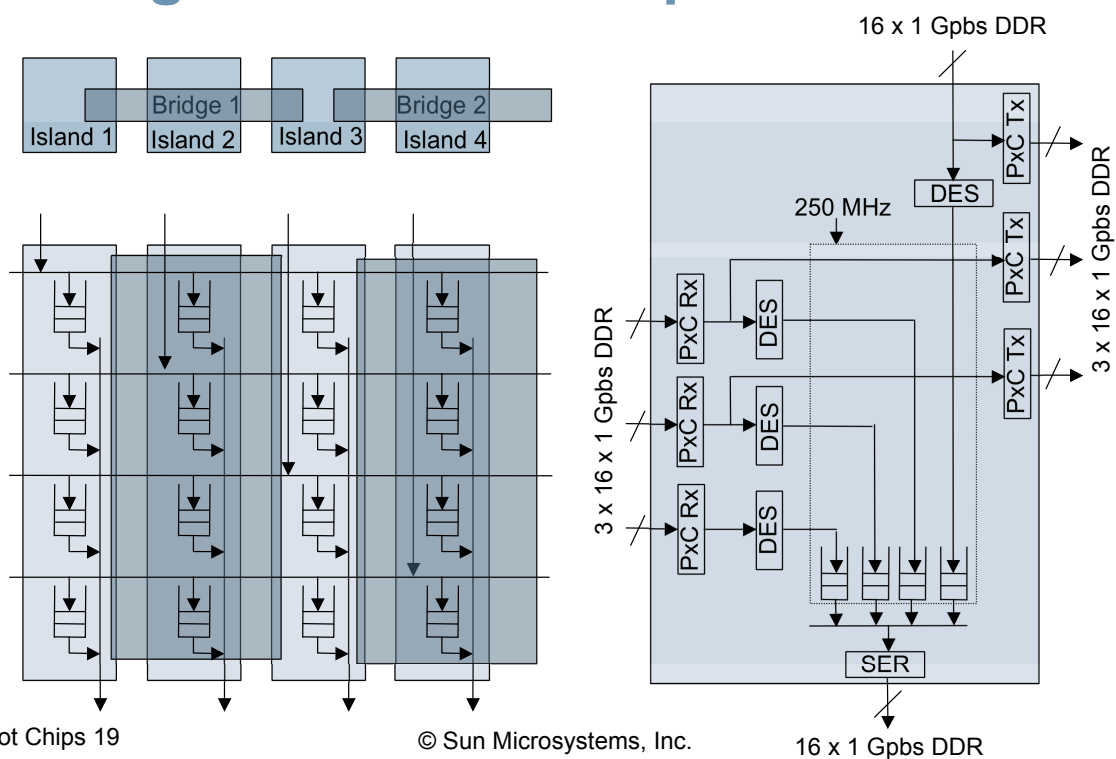 16 x 1 Gpbs DDR
Bridge 1
Bridge 2
Island 1
Island 2
Island 3
Island 4
PxC Tx
DES
250 MHz
PxC Tx
3 x 16 x 1 Gpbs DDR
PxC Rx
DES
PxC Tx
3 x 16 x 1 Gpbs DDR
PxC Rx
DES
PxC Rx
DES
SER
Chips 19
© Sun Microsystems, Inc.
16 x 1 Gpbs DDR